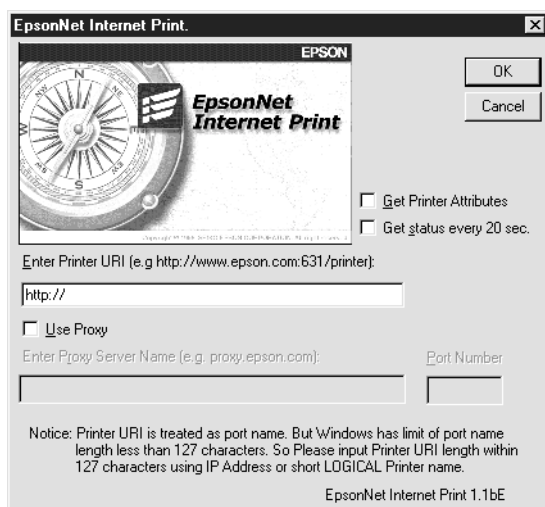 EpsonNet Internet Print.
EPSON
EpsonNet
Internet Print
N
E
S
W
OK
Cancel
Get Printer Attributes
Get status every 20 sec.
Enter Printer URI (e.g http://www.epson.com:631/printer):
http://
Use Proxy
Enter Proxy Server Name (e.g. proxy.epson.com):
Port Number
Notice: Printer URI is treated as port name. But Windows has limit of port name
length less than 127 characters. So Please input Printer URI length within
127 characters using IP Address or short LOGICAL Printer name.
EpsonNet Internet Print 1.1bE